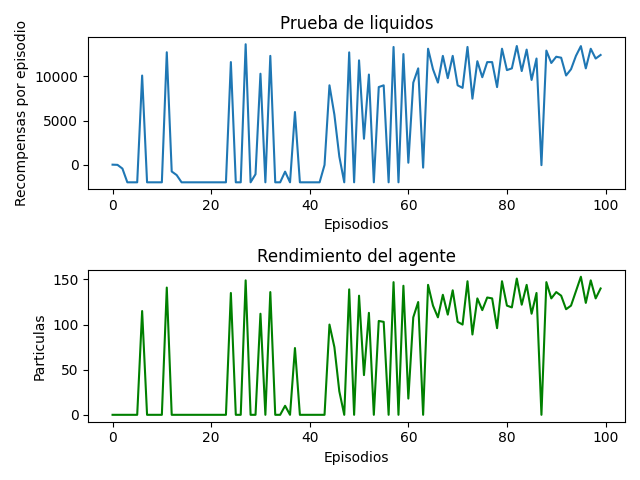 Prueba de liquidos
Recompensas por episodio
10000
5000
0
0 20 40 60 80 100
Episodios
Rendimiento del agente
Particulas
150
100
50
0
0 20 40 60 80 100
Episodios